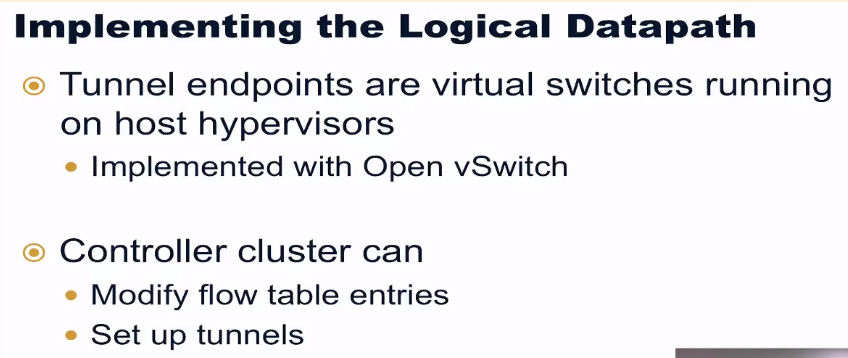 Implementing the Logical Datapath
Tunnel endpoints are virtual switches running
on host hypervisors
Implemented with Open vSwitch
Controller cluster can
Modify flow table entries
Set up tunnels